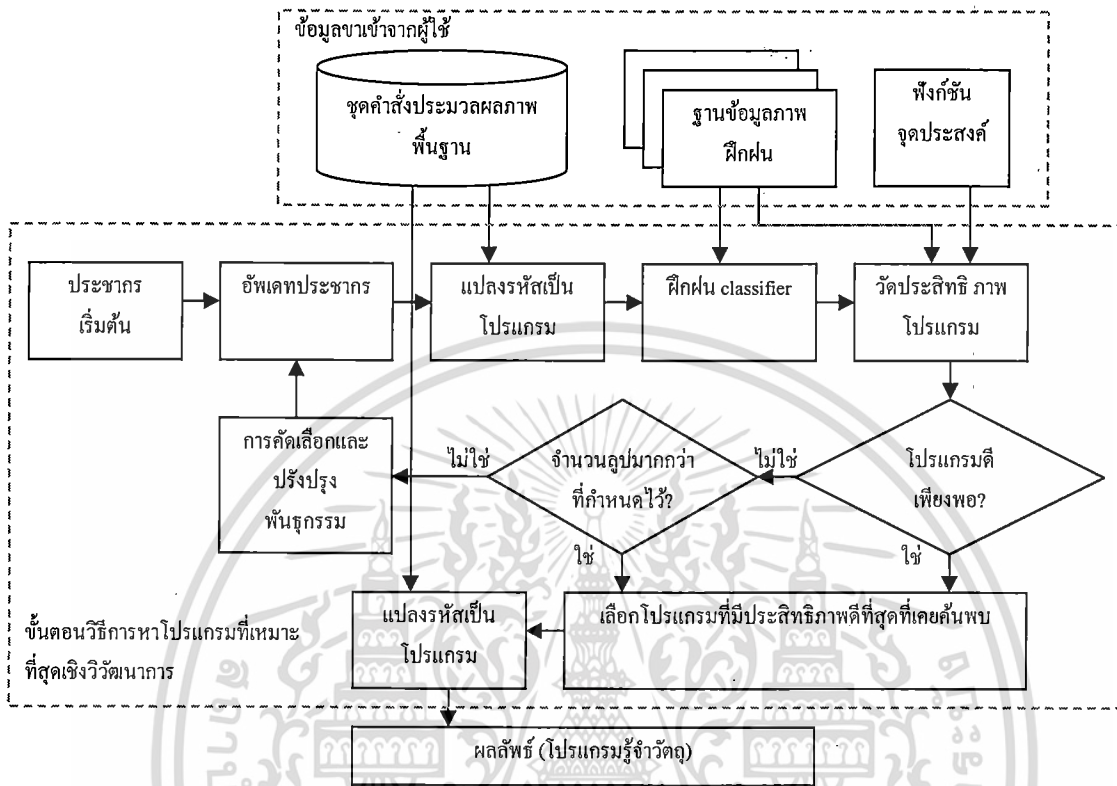 ข้อมูลขาเข้าจากผู้ใช้
ชุดคำสั่งประมวลผลภาพ
พื้นฐาน
ฐานข้อมูลภาพ
ฝึกฝน
ฟังก์ชัน
จุดประสงค์
ประชากร
เริ่มต้น
อัพเดทประชากร
แปลงรหัสเป็น
โปรแกรม
ฝึกฝน classifier
วัดประสิทธิ ภาพ
โปรแกรม
การคัดเลือกและ
ปรังปรุง
พันธุกรรม
ไม่ใช่
จำนวนลูปมากกว่า
ที่กำหนดไว้?
ไม่ใช่
โปรแกรมดี
เพียงพอ?
ใช่
ใช่
แปลงรหัสเป็น
โปรแกรม
เลือกโปรแกรมที่มีประสิทธิภาพดีที่สุดที่เคยค้นพบ
ขั้นตอนวิธีการหาโปรแกรมที่เหมาะ
ที่สุดเชิงวิวัฒนาการ
ผลลัพธ์ (โปรแกรมรู้จำวัตถุ)